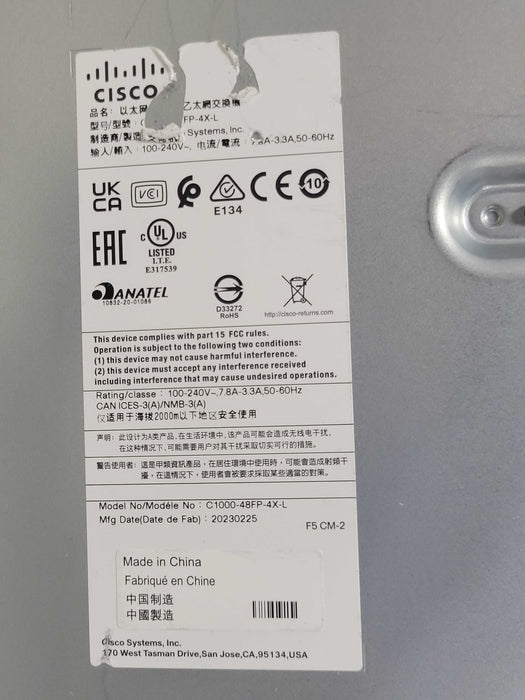 CISCO
品名: 以太网 乙太網交換機
型号/型號: FP-4X-L
制造商/製造 Systems, Inc.
输入/輸入: 100-240V~, 电流/電流: 8A-3.3A,50-60Hz
UK
CA
VCI
10
E134
EAC
C UL US
LISTED
I.T.E.
E317539
ANATEL
10832-20-01086
D33272
RoHS
http://cisco-returns.com
This device complies with part 15 FCC rules.
Operation is subject to the following two conditions:
(1) this device may not cause harmful interference.
(2) this device must accept any interference received
including interference that may cause undesired operations.
Rating/classe : 100-240V~,7.8A-3.3A,50-60Hz
CAN ICES-3(A)/NMB-3(A)
仅适用于海拔2000m以下地区安全使用
声明: 此设计为A类产品,在生活环境中,该产品可能会造成无线电干扰,
在这种情况下,可能需要用户对其干扰采取切实可行的措施。
警告使用者: 這是甲類資訊產品, 在居住環境中使用時, 可能會造成射頻干
擾, 在這情況下, 使用者會被要求採取某些適當的對策。
Model No/Modéle No : C1000-48FP-4X-L
Mfg Date(Date de Fab) : 20230225
F5 CM-2
Made in China
Fabriqué en Chine
中国制造
中國製造
Cisco Systems, Inc.
170 West Tasman Drive,San Jose,CA,95134,USA